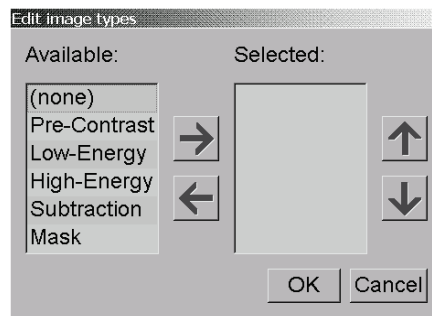 Edit image types
Available:
Selected:
(none)
Pre-Contrast
Low-Energy
High-Energy
Subtraction
Mask
OK
Cancel